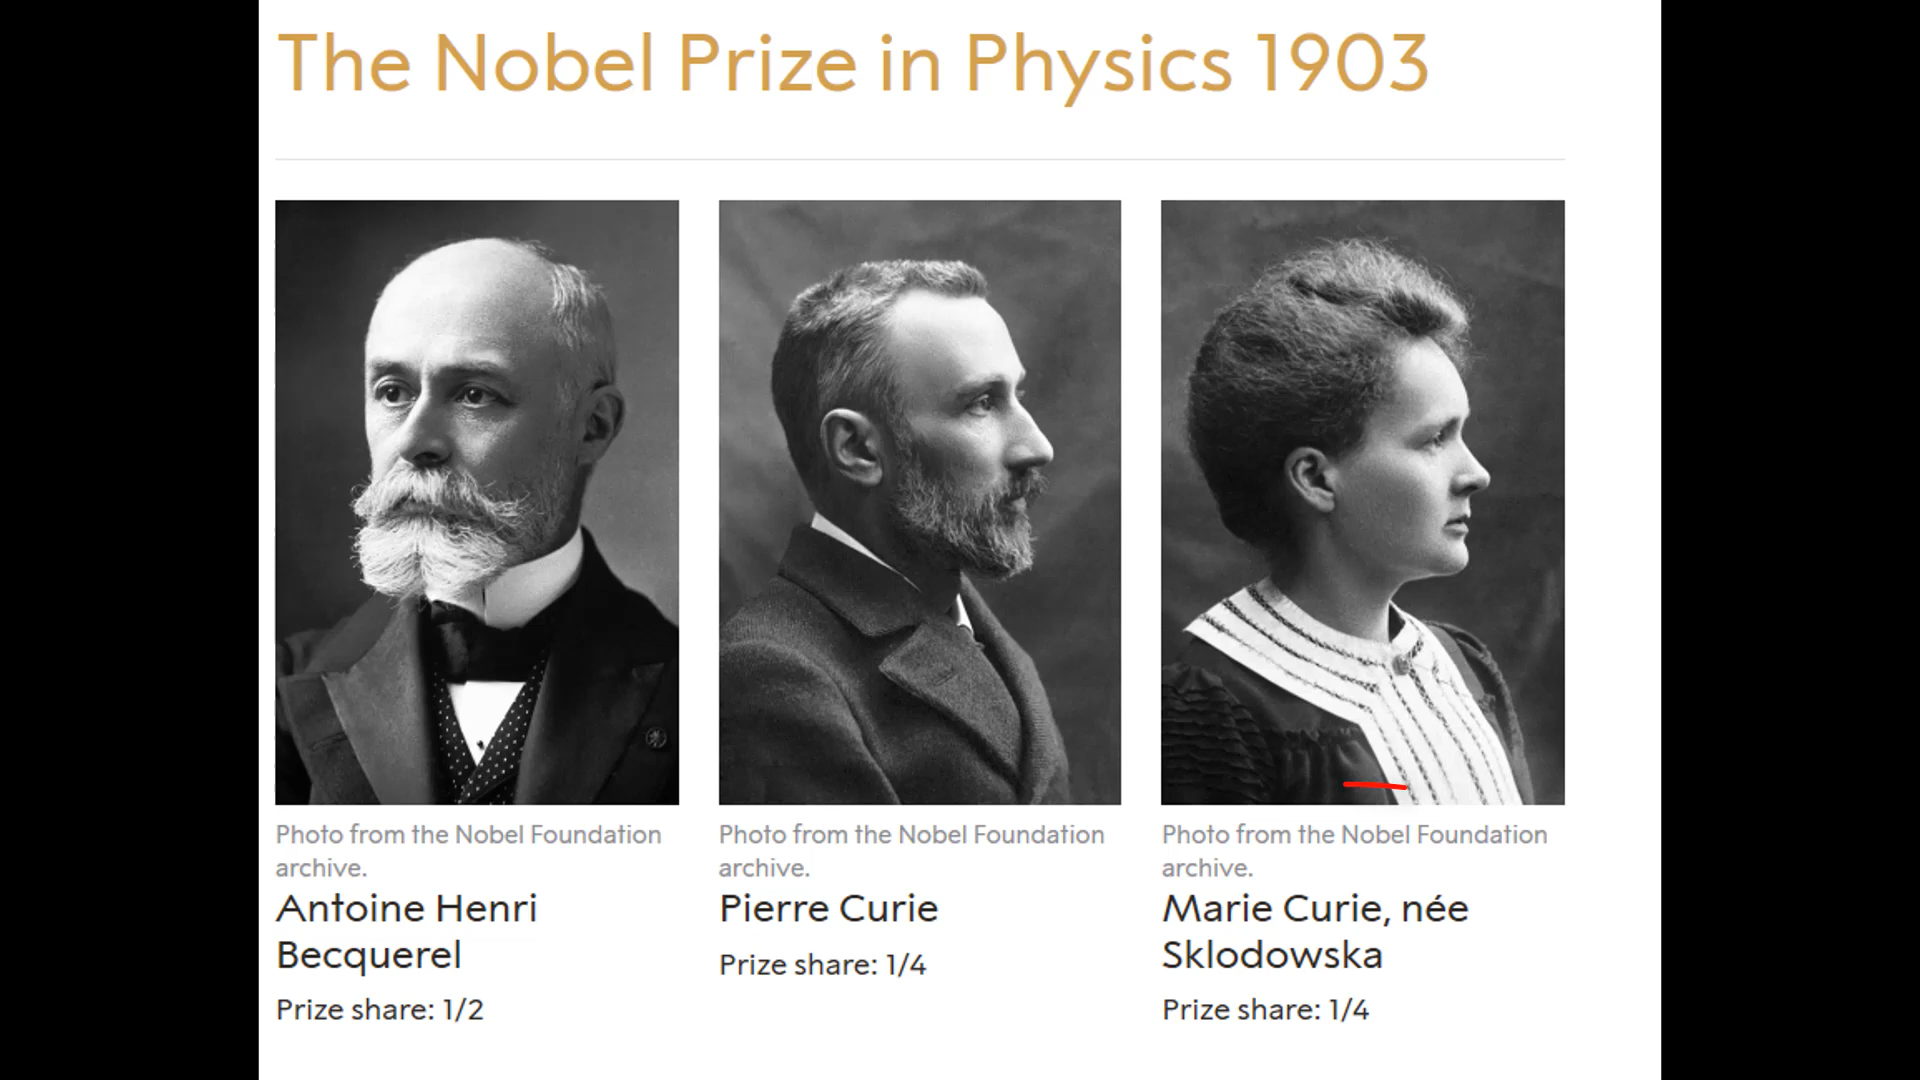 The Nobel Prize in Physics 1903
Photo from the Nobel Foundation
archive.
Antoine Henri
Becquerel
Prize share: 1/2
Photo from the Nobel Foundation
archive.
Pierre Curie
Prize share: 1/4
Photo from the Nobel Foundation
archive.
Marie Curie, née
Sklodowska
Prize share: 1/4